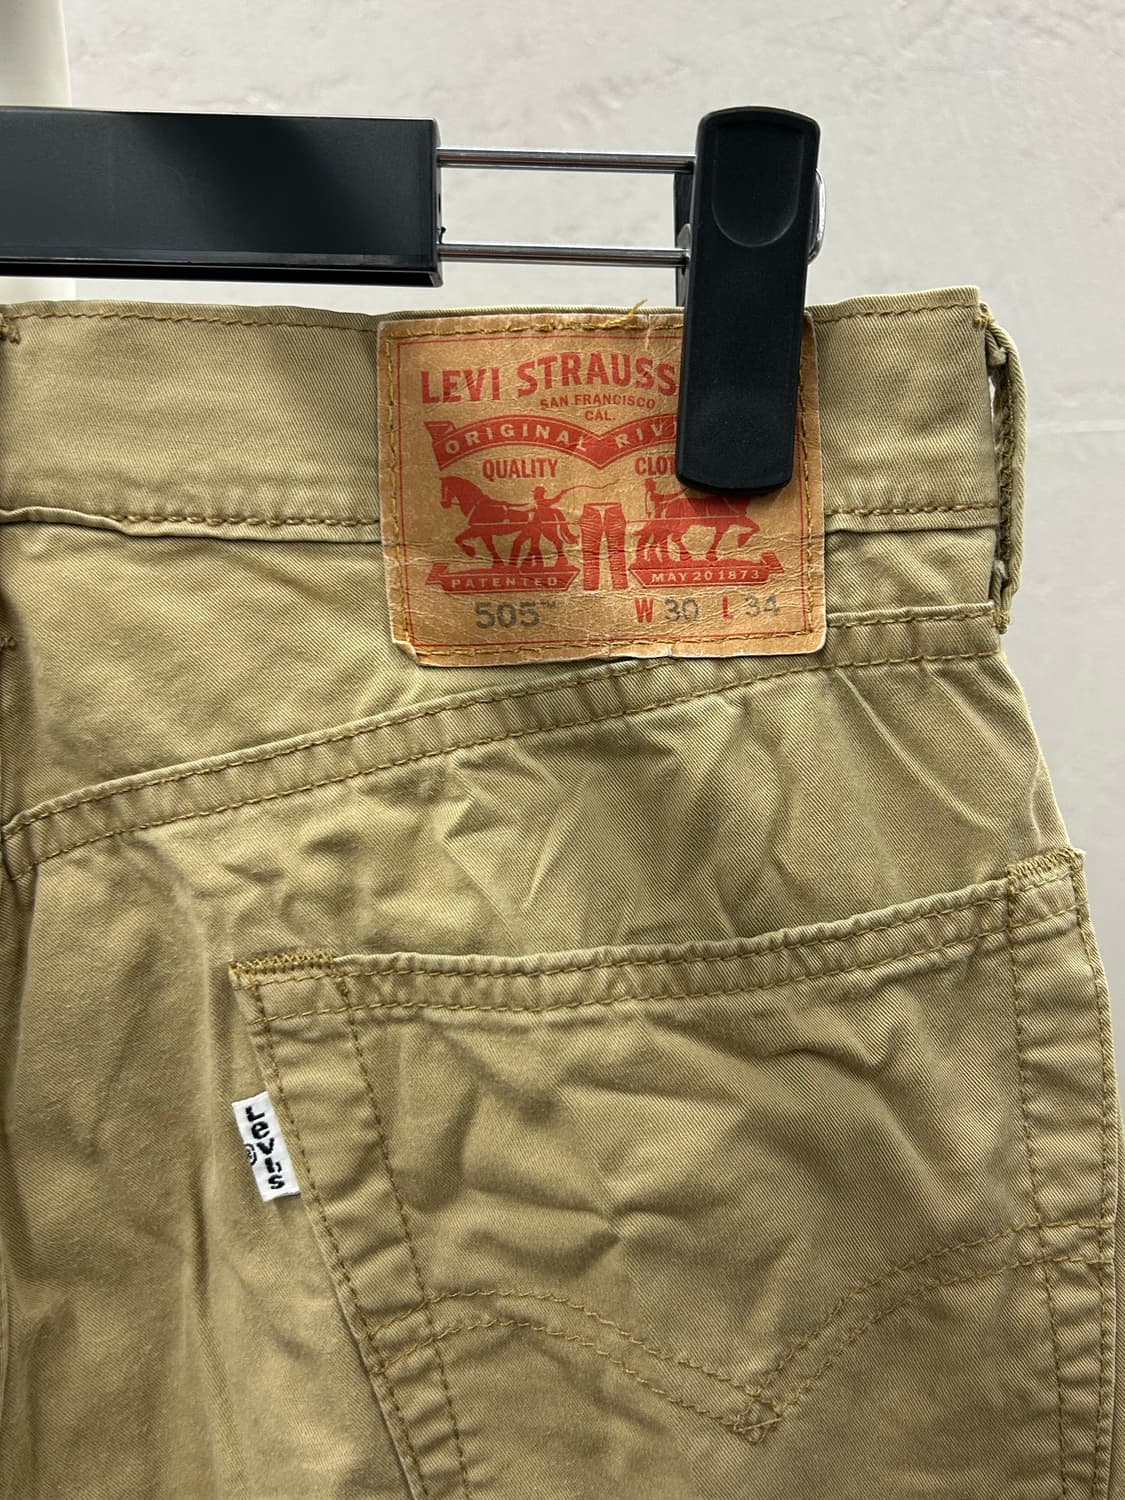 LEVI STRAUSS
SAN FRANCISCO
CAL.
ORIGINAL
QUALITY
PATENTED MAY 20 1873
505™ W 30 L 34
Levi's
®